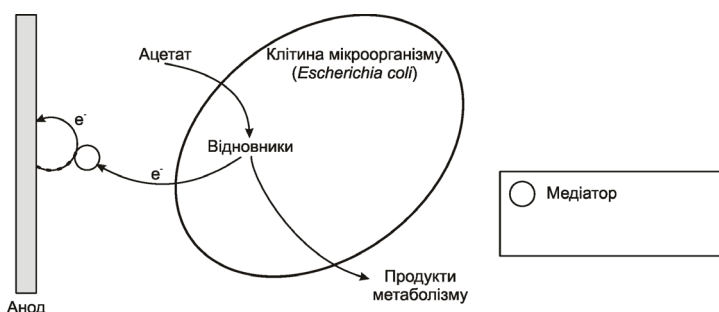 Ацетат
Клітина мікроорганізму
(Escherichia coli)
e-
Відновники
e-
Медіатор
Продукти
метаболізму
Анод